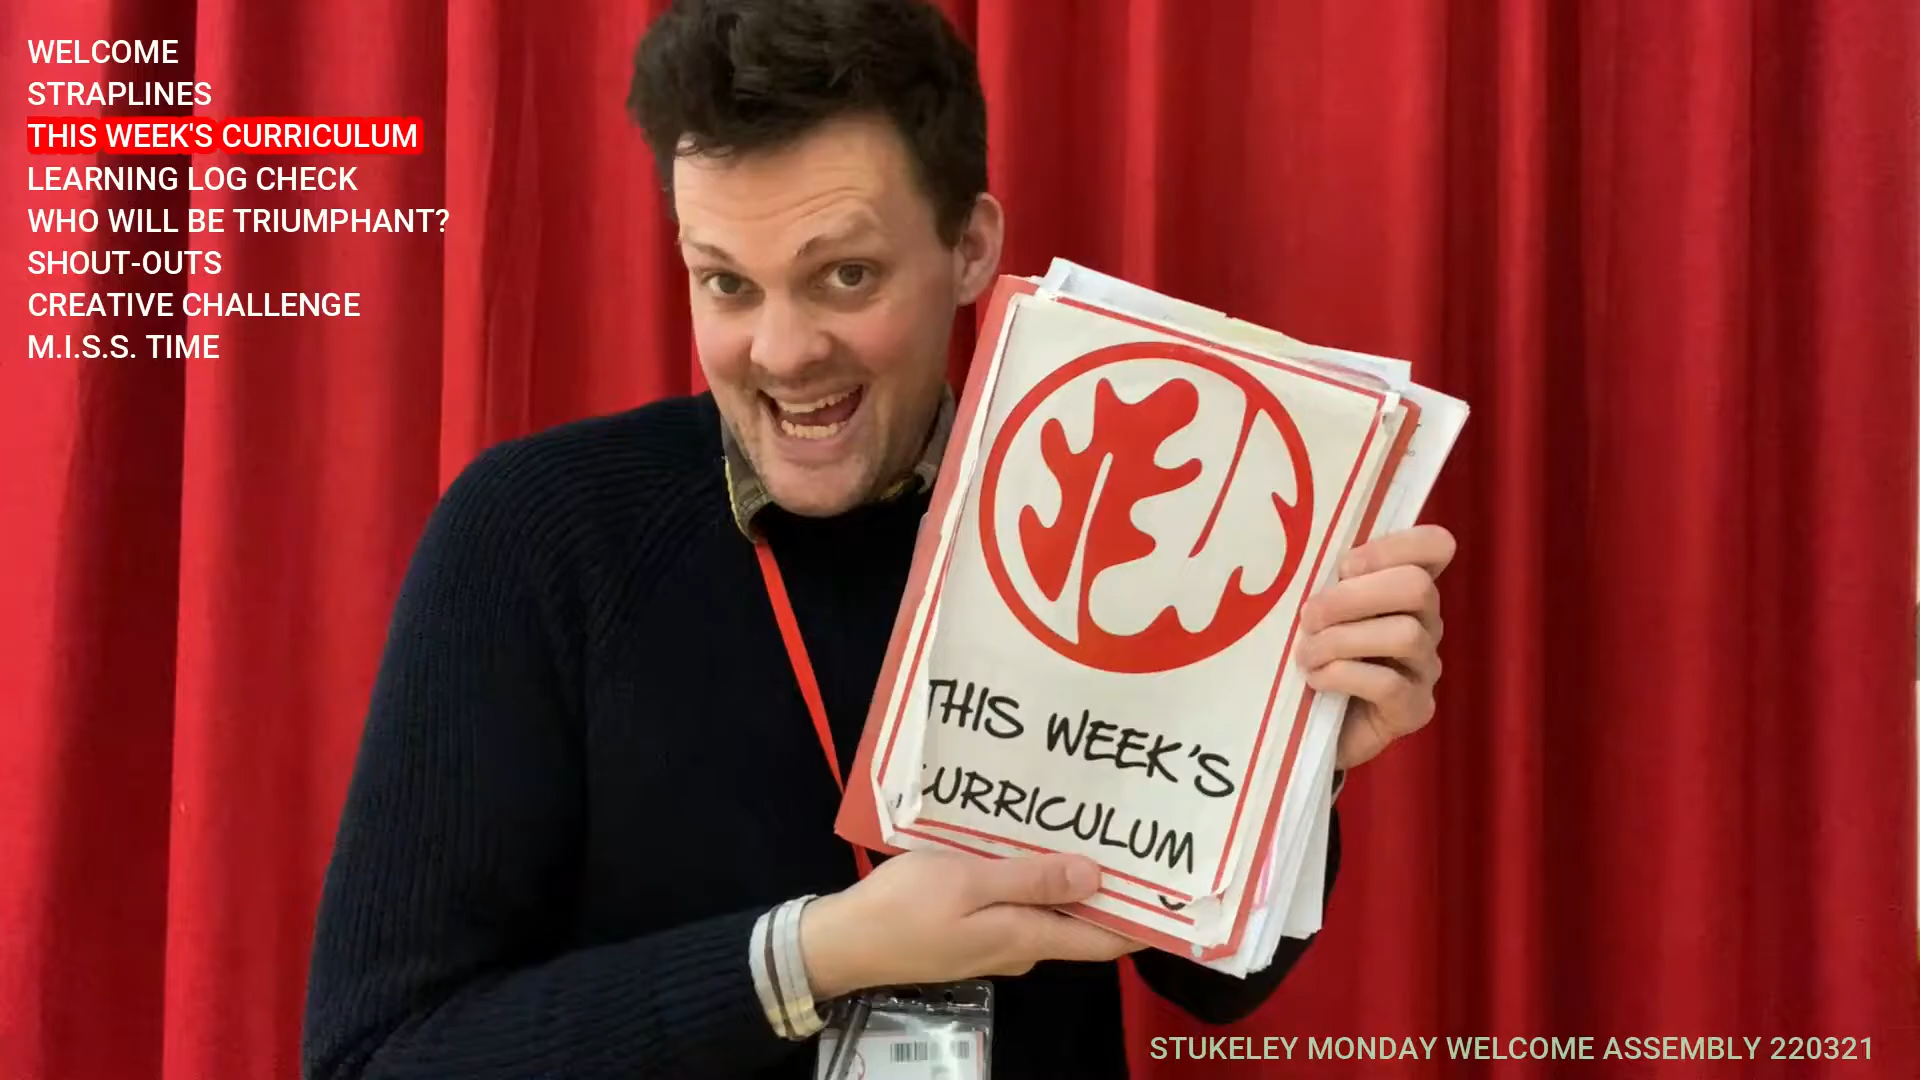 WELCOME
STRAPLINES
THIS WEEK'S CURRICULUM
LEARNING LOG CHECK
WHO WILL BE TRIUMPHANT?
SHOUT-OUTS
CREATIVE CHALLENGE
M.I.S.S. TIME
THIS WEEK'S
CURRICULUM
STUKELEY MONDAY WELCOME ASSEMBLY 220321